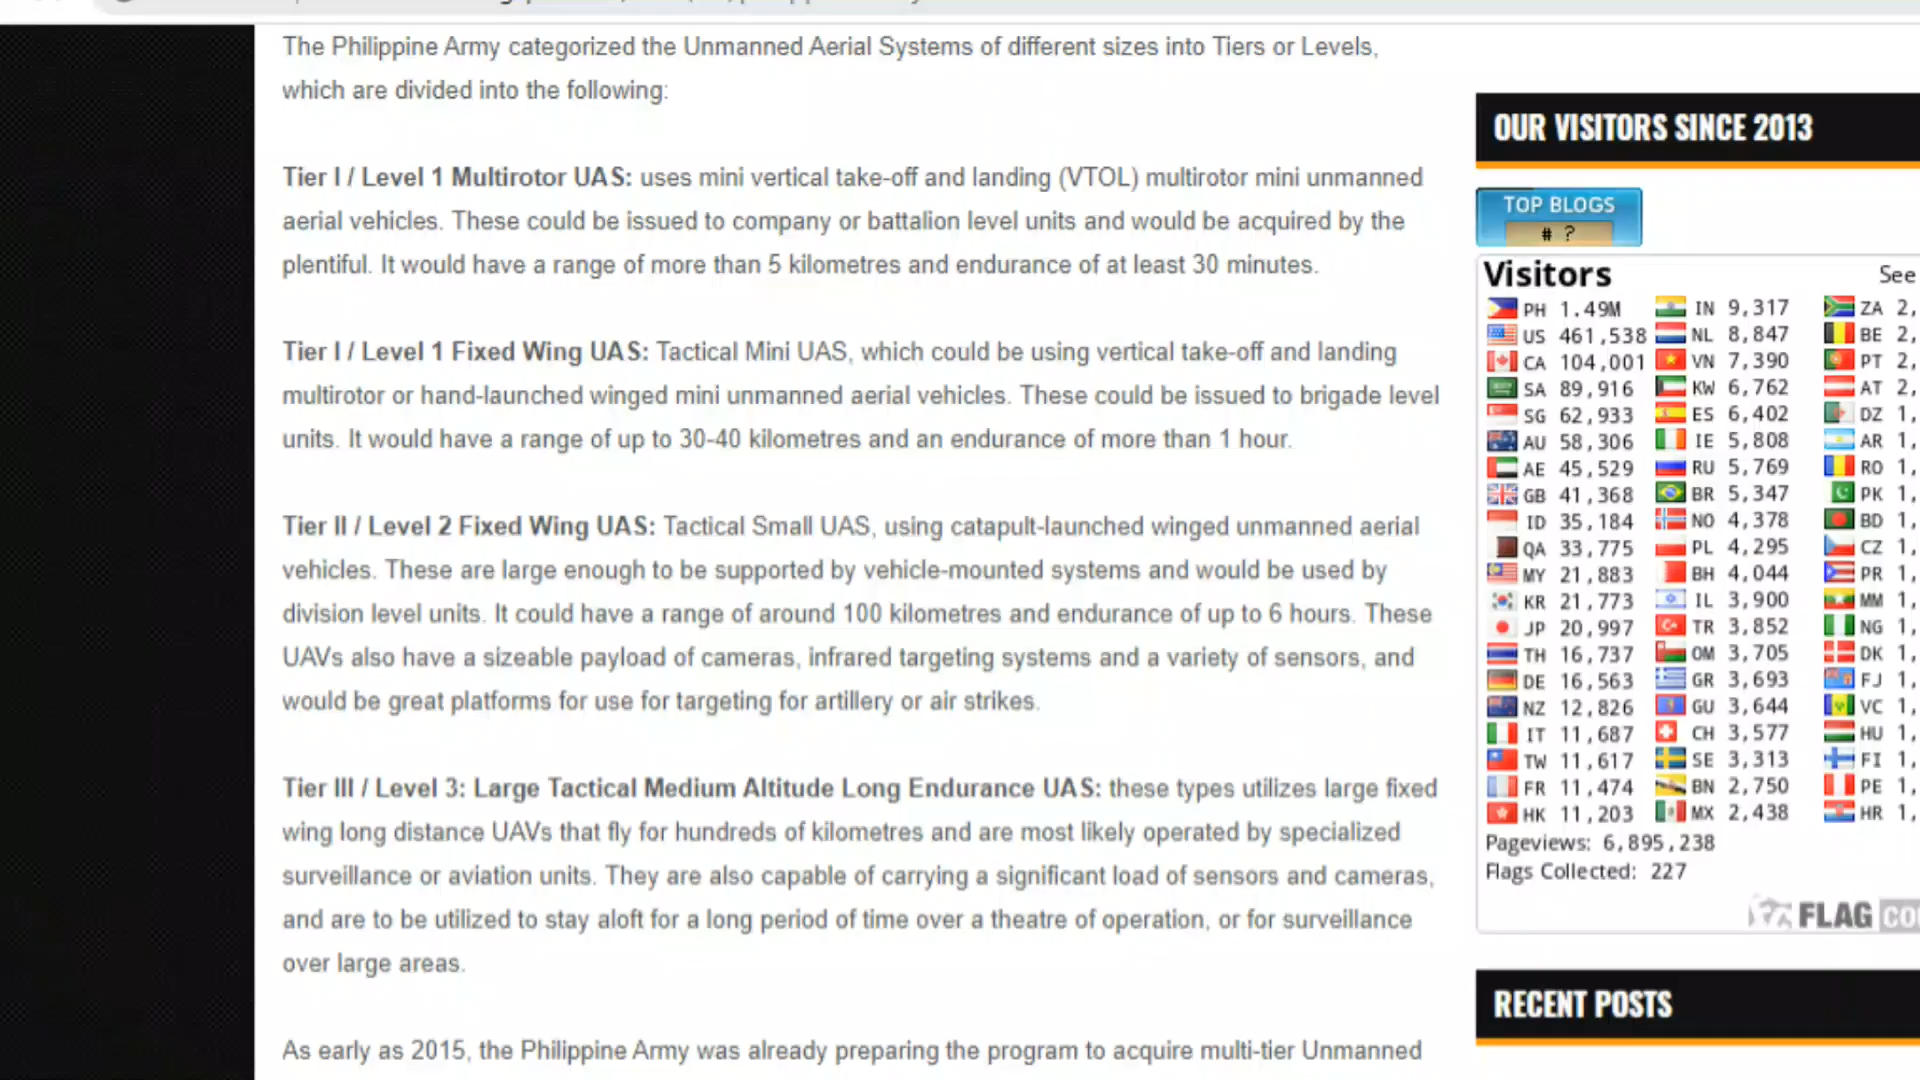 The Philippine Army categorized the Unmanned Aerial Systems of different sizes into Tiers or Levels,
which are divided into the following:
Tier I / Level 1 Multirotor UAS: uses mini vertical take-off and landing (VTOL) multirotor mini unmanned
aerial vehicles. These could be issued to company or battalion level units and would be acquired by the
plentiful. It would have a range of more than 5 kilometres and endurance of at least 30 minutes.
Tier I / Level 1 Fixed Wing UAS: Tactical Mini UAS, which could be using vertical take-off and landing
multirotor or hand-launched winged mini unmanned aerial vehicles. These could be issued to brigade level
units. It would have a range of up to 30-40 kilometres and an endurance of more than 1 hour.
Tier II / Level 2 Fixed Wing UAS: Tactical Small UAS, using catapult-launched winged unmanned aerial
vehicles. These are large enough to be supported by vehicle-mounted systems and would be used by
division level units. It could have a range of around 100 kilometres and endurance of up to 6 hours. These
UAVs also have a sizeable payload of cameras, infrared targeting systems and a variety of sensors, and
would be great platforms for use for targeting for artillery or air strikes.
Tier III / Level 3: Large Tactical Medium Altitude Long Endurance UAS: these types utilizes large fixed
wing long distance UAVs that fly for hundreds of kilometres and are most likely operated by specialized
surveillance or aviation units. They are also capable of carrying a significant load of sensors and cameras,
and are to be utilized to stay aloft for a long period of time over a theatre of operation, or for surveillance
over large areas.
As early as 2015, the Philippine Army was already preparing the program to acquire multi-tier Unmanned
OUR VISITORS SINCE 2013
TOP BLOGS
# ?
Visitors See
PH 1.49M IN 9,317 ZA 2,
US 461,538 NL 8,847 BE 2,
CA 104,001 VN 7,390 PT 2,
SA 89,916 KW 6,762 AT 2,
SG 62,933 ES 6,402 DZ 1,
AU 58,306 IE 5,808 AR 1,
AE 45,529 RU 5,769 RO 1,
GB 41,368 BR 5,347 PK 1,
ID 35,184 NO 4,378 BD 1,
QA 33,775 PL 4,295 CZ 1,
MY 21,883 BH 4,044 PR 1,
KR 21,773 IL 3,900 MM 1,
JP 20,997 TR 3,852 NG 1,
TH 16,737 OM 3,705 DK 1,
DE 16,563 GR 3,693 FJ 1,
NZ 12,826 GU 3,644 VC 1,
IT 11,687 CH 3,577 HU 1,
TW 11,617 SE 3,313 FI 1,
FR 11,474 BN 2,750 PE 1,
HK 11,203 MX 2,438 HR 1,
Pageviews: 6,895,238
Flags Collected: 227
FLAG CO
RECENT POSTS